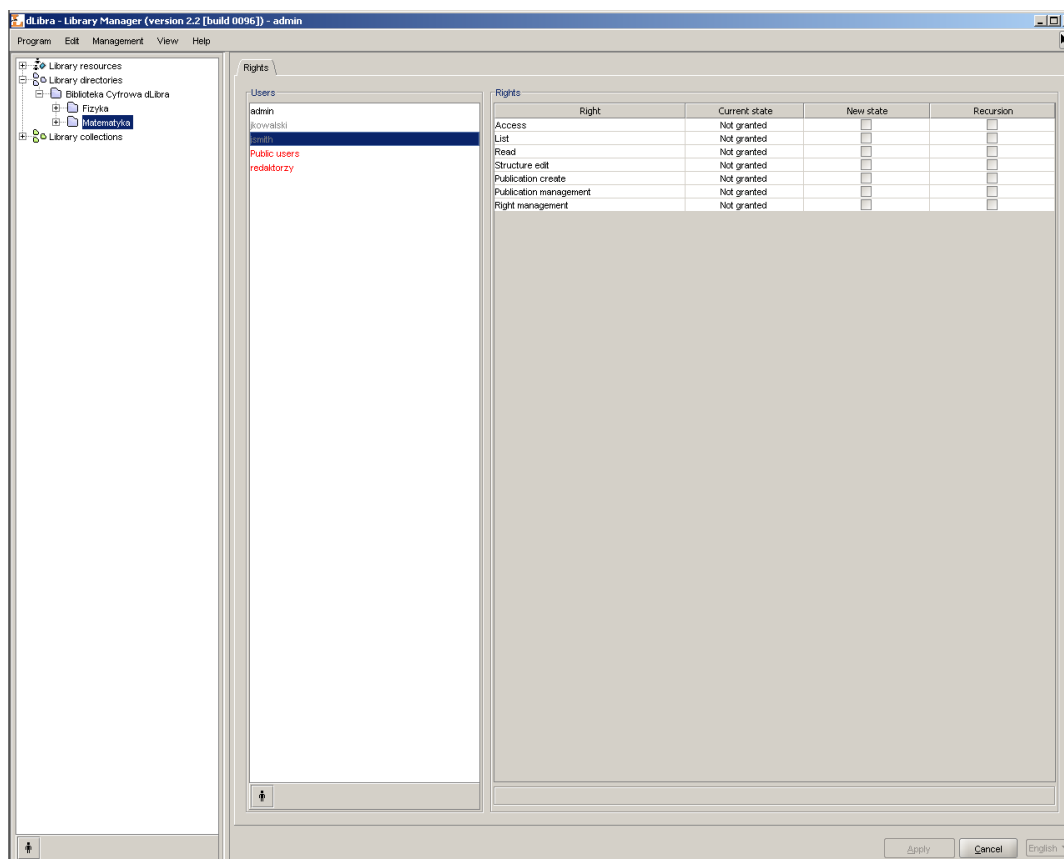 dLibra - Library Manager (version 2.2 [build 0096]) - admin
Program Edit Management View Help
Library resources
Library directories
Biblioteka Cyfrowa dLibra
Fizyka
Matematyka
Library collections
Rights
Users
admin
jkowalski
jsmith
Public users
redaktorzy
Rights
Right Current state New state Recursion
Access Not granted
List Not granted
Read Not granted
Structure edit Not granted
Publication create Not granted
Publication management Not granted
Right management Not granted
Apply Cancel English